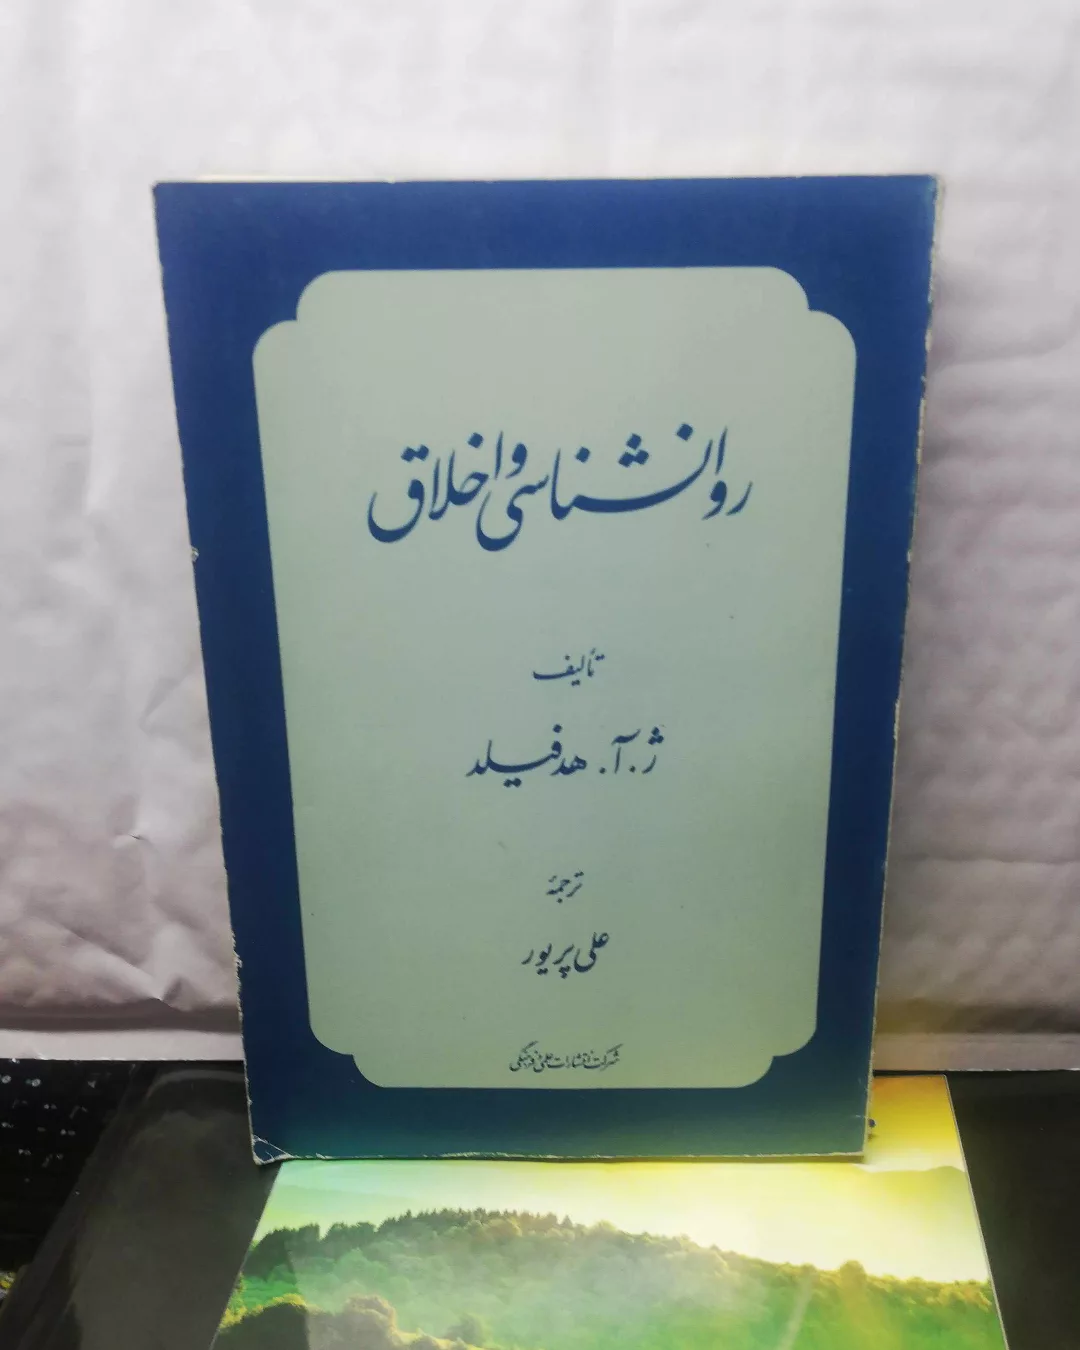 روانشناسی و اخلاق
تألیف
ژ. آ. هدفیلد
ترجمهٔ
علی پریور
شرکت انتشارات علمی و فرهنگی